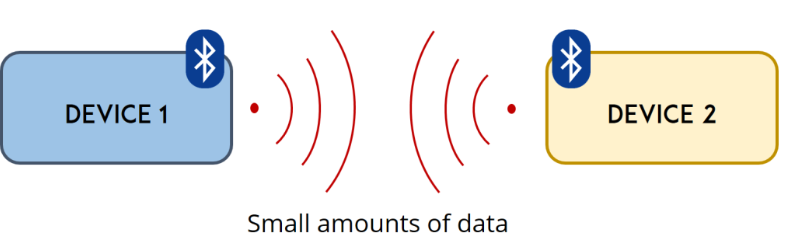 DEVICE 1
DEVICE 2
Small amounts of data